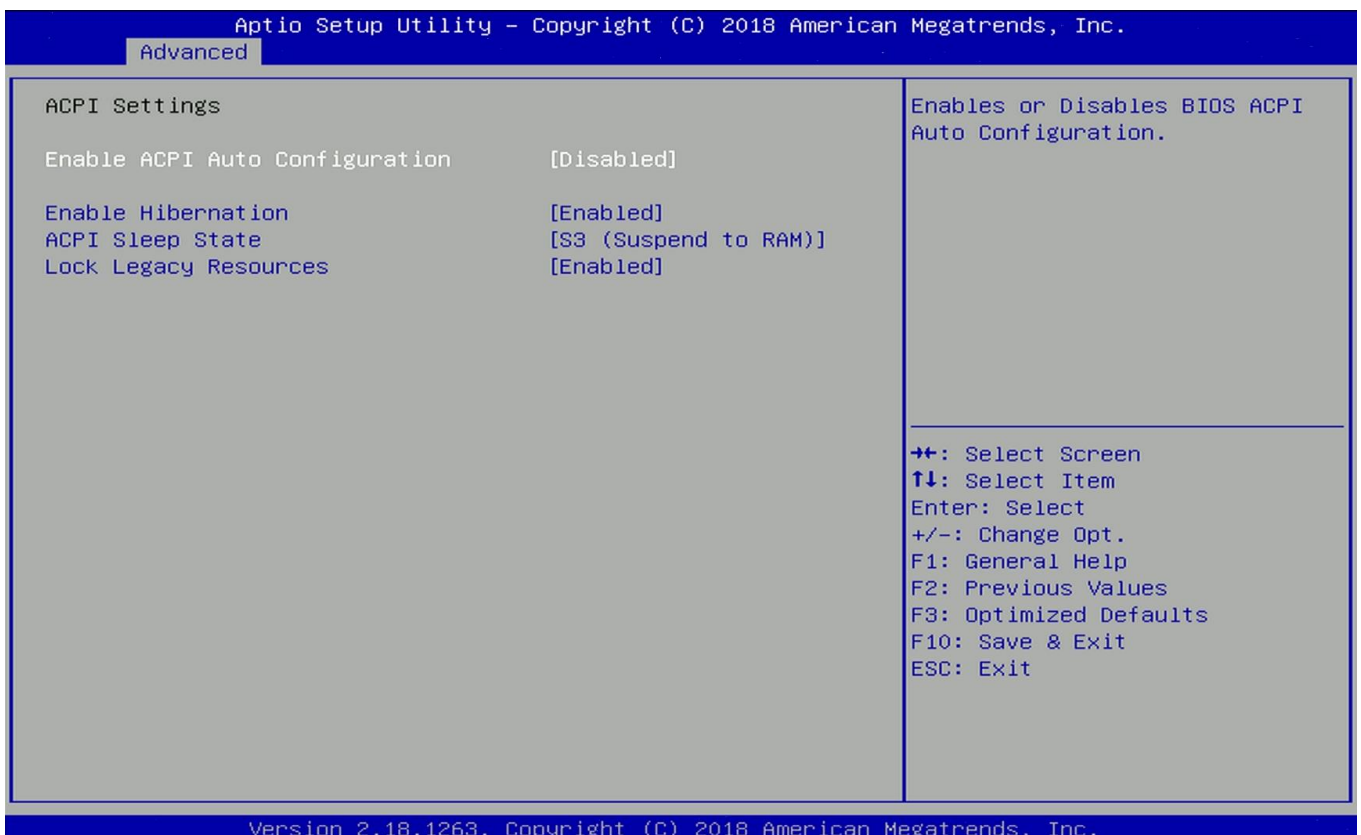 Aptio Setup Utility – Copyright (C) 2018 American Megatrends, Inc.
Advanced
ACPI Settings
Enable ACPI Auto Configuration [Disabled]
Enable Hibernation [Enabled]
ACPI Sleep State [S3 (Suspend to RAM)]
Lock Legacy Resources [Enabled]
Enables or Disables BIOS ACPI
Auto Configuration.
→←: Select Screen
↑↓: Select Item
Enter: Select
+/-: Change Opt.
F1: General Help
F2: Previous Values
F3: Optimized Defaults
F10: Save & Exit
ESC: Exit
Version 2.18.1263. Copyright (C) 2018 American Megatrends, Inc.